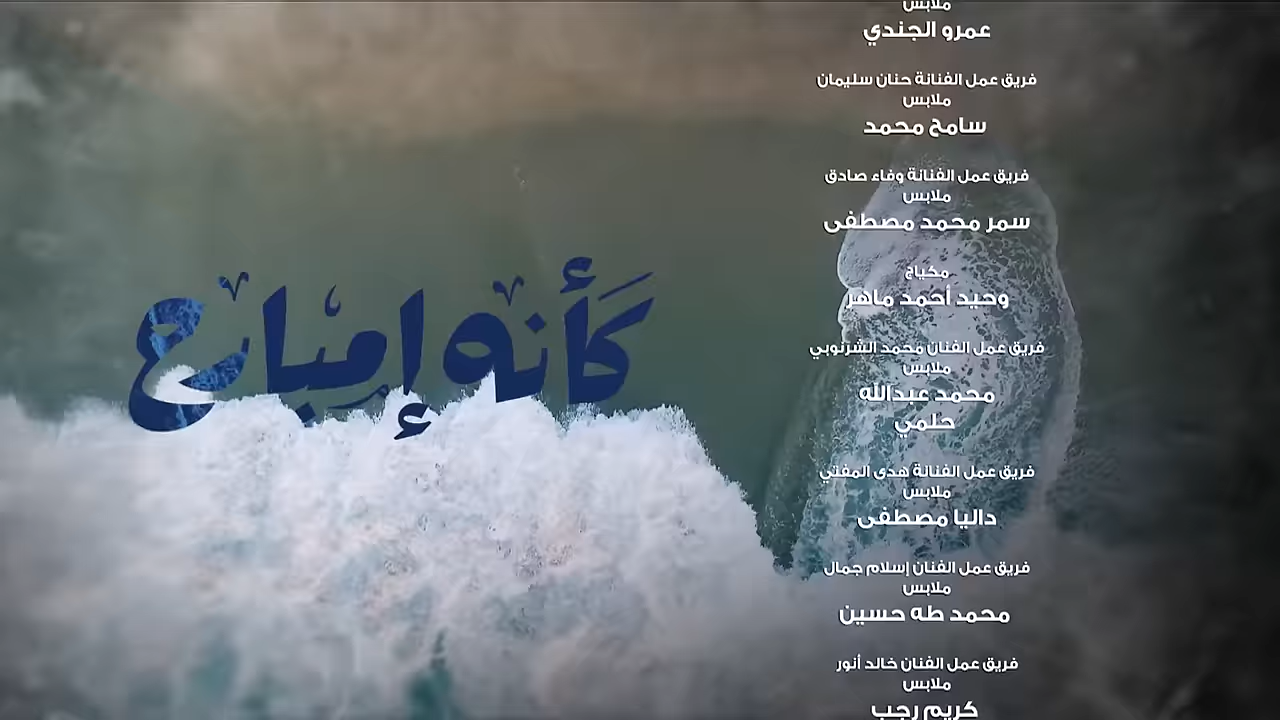 ملابس
عمرو الجندي
فريق عمل الفنانة حنان سليمان
ملابس
سامح محمد
فريق عمل الفنانة وفاء صادق
ملابس
سمر محمد مصطفى
مكياج
وحيد أحمد ماهر
فريق عمل الفنان محمد الشرنوبي
ملابس
محمد عبدالله
حلمي
فريق عمل الفنانة هدى المفتي
ملابس
داليا مصطفى
فريق عمل الفنان إسلام جمال
ملابس
محمد طه حسين
فريق عمل الفنان خالد أنور
ملابس
كريم رجب
كَأنه إمبارح